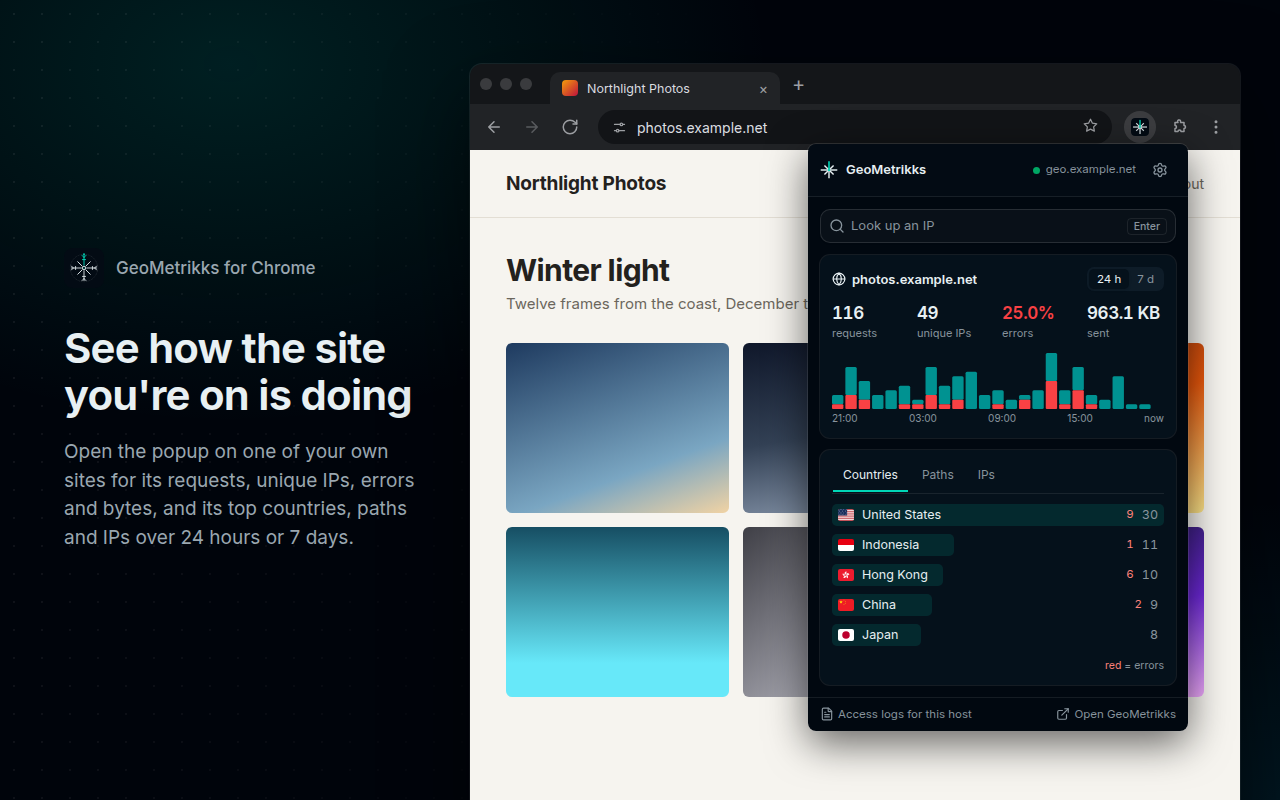 GeoMetrikks for Chrome
See how the site
you're on is doing
Open the popup on one of your own
sites for its requests, unique IPs, errors
and bytes, and its top countries, paths
and IPs over 24 hours or 7 days.
Northlight Photos
photos.example.net
Northlight Photos
Winter light
Twelve frames from the coast, December
GeoMetrikks
geo.example.net
Look up an IP
Enter
photos.example.net
24 h 7 d
116 49 25.0% 963.1 KB
requests unique IPs errors sent
21:00 03:00 09:00 15:00 now
Countries Paths IPs
United States 9 30
Indonesia 1 11
Hong Kong 6 10
China 2 9
Japan 8
red = errors
Access logs for this host
Open GeoMetrikks